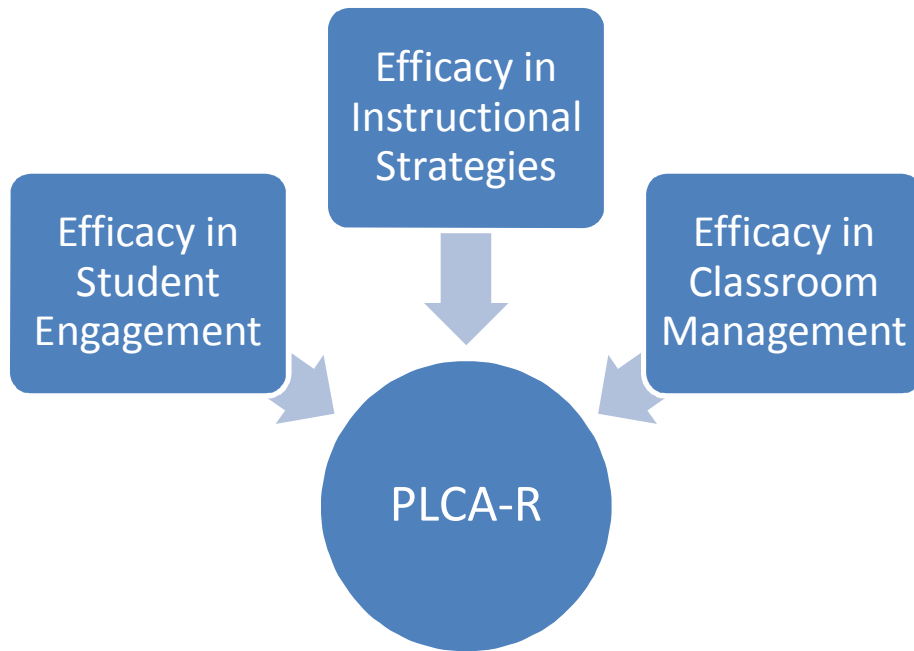 Efficacy in
Instructional
Strategies
Efficacy in
Student
Engagement
Efficacy in
Classroom
Management
PLCA-R